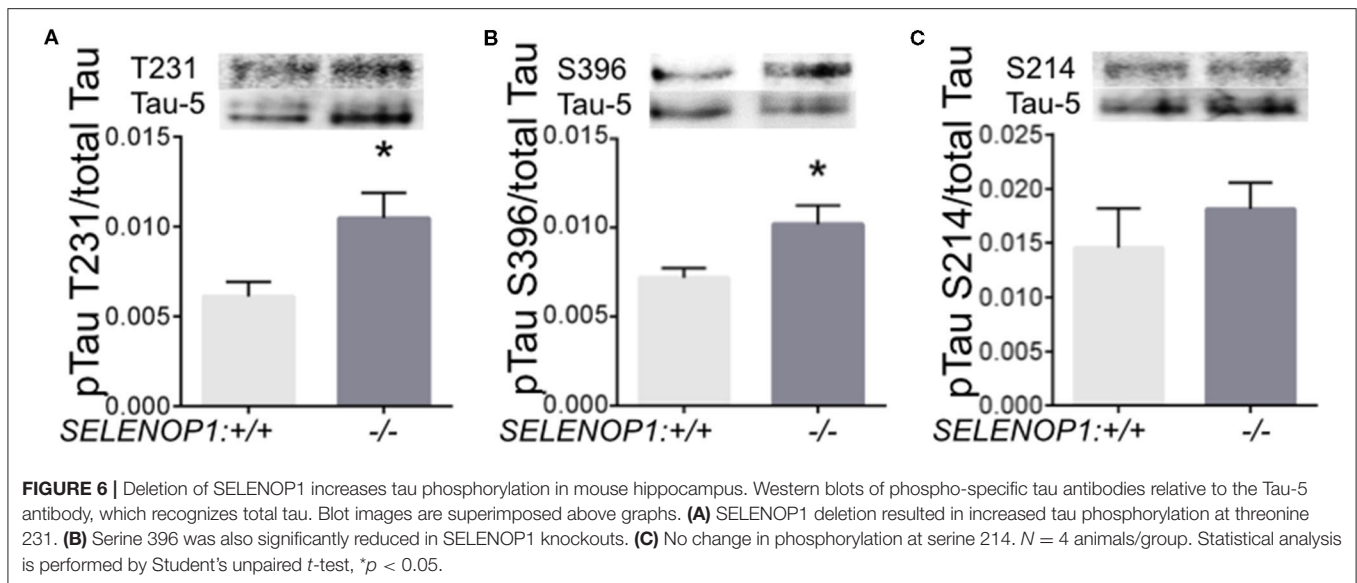 A
T231
Tau-5
pTau T231/total Tau
0.015
*
0.010
0.005
0.000
SELENOP1:+/+ -/-
B
S396
Tau-5
pTau S396/total Tau
0.015
*
0.010
0.005
0.000
SELENOP1:+/+ -/-
C
S214
Tau-5
pTau S214/total Tau
0.025
0.020
0.015
0.010
0.005
0.000
SELENOP1:+/+ -/-
FIGURE 6 | Deletion of SELENOP1 increases tau phosphorylation in mouse hippocampus. Western blots of phospho-specific tau antibodies relative to the Tau-5
antibody, which recognizes total tau. Blot images are superimposed above graphs. (A) SELENOP1 deletion resulted in increased tau phosphorylation at threonine
231. (B) Serine 396 was also significantly reduced in SELENOP1 knockouts. (C) No change in phosphorylation at serine 214. N = 4 animals/group. Statistical analysis
is performed by Student's unpaired t-test, *p < 0.05.